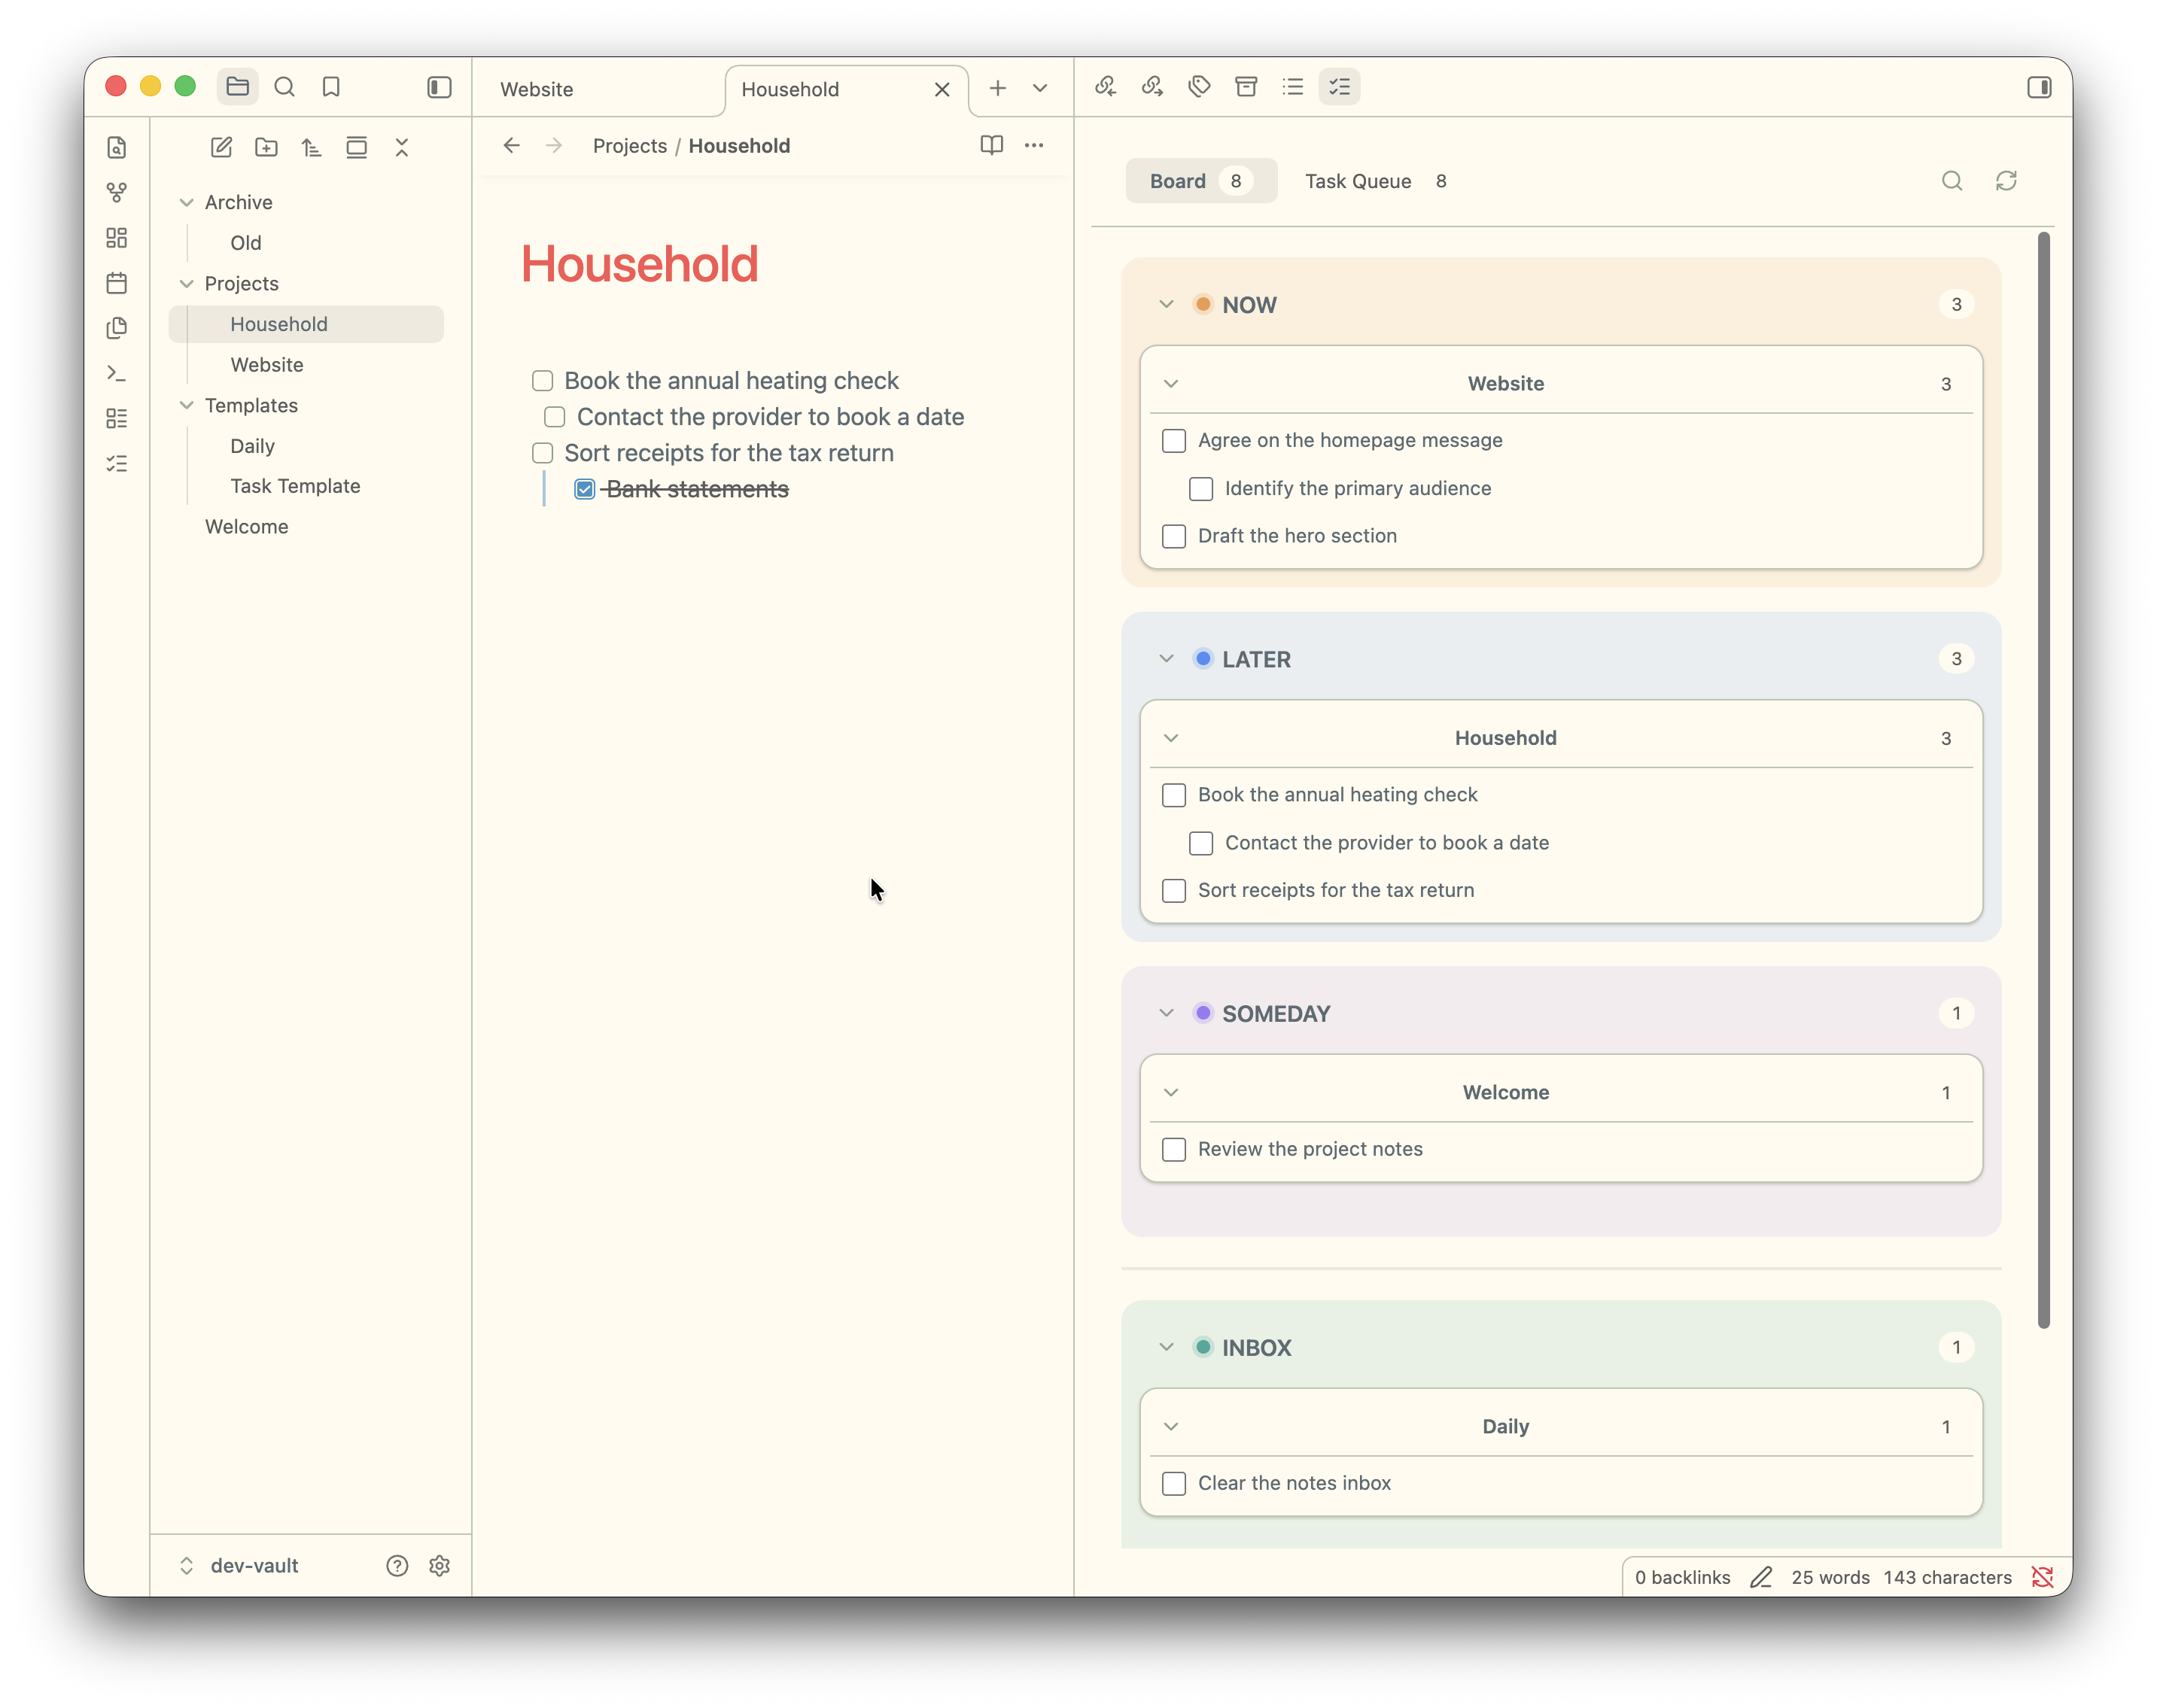 Website
Household
Archive
Old
Projects
Household
Website
Templates
Daily
Task Template
Welcome
dev-vault
Projects / Household
Household
Book the annual heating check
Contact the provider to book a date
Sort receipts for the tax return
Bank statements
Board 8
Task Queue 8
NOW 3
Website 3
Agree on the homepage message
Identify the primary audience
Draft the hero section
LATER 3
Household 3
Book the annual heating check
Contact the provider to book a date
Sort receipts for the tax return
SOMEDAY 1
Welcome 1
Review the project notes
INBOX 1
Daily 1
Clear the notes inbox
0 backlinks 25 words 143 characters